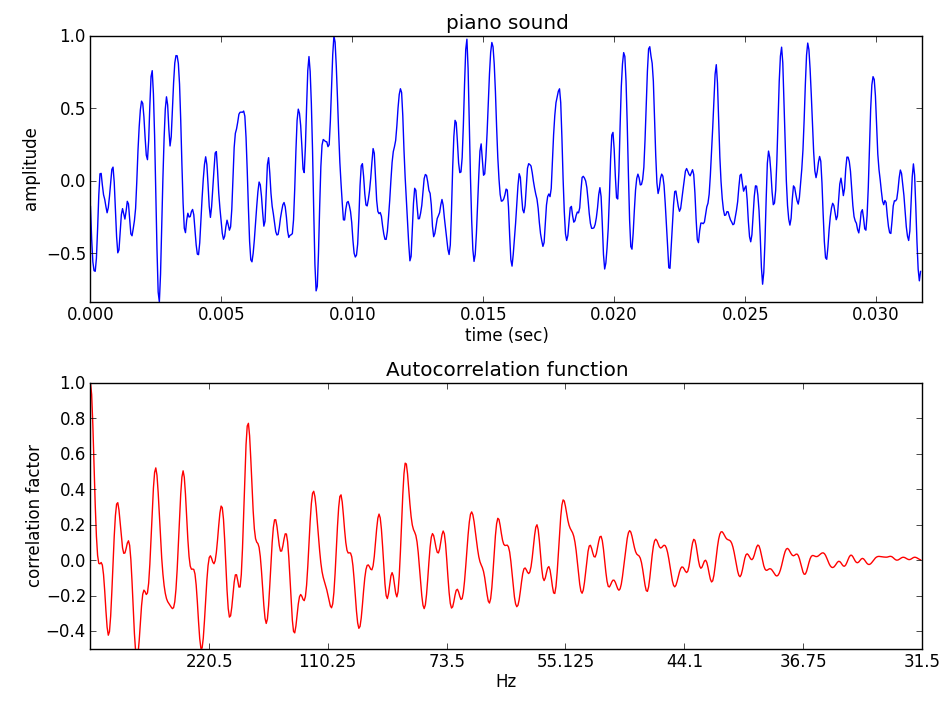 piano sound
1.0
0.5
0.0
−0.5
amplitude
0.000 0.005 0.010 0.015 0.020 0.025 0.030
time (sec)
Autocorrelation function
1.0
0.8
0.6
0.4
0.2
0.0
−0.2
−0.4
correlation factor
220.5 110.25 73.5 55.125 44.1 36.75 31.5
Hz